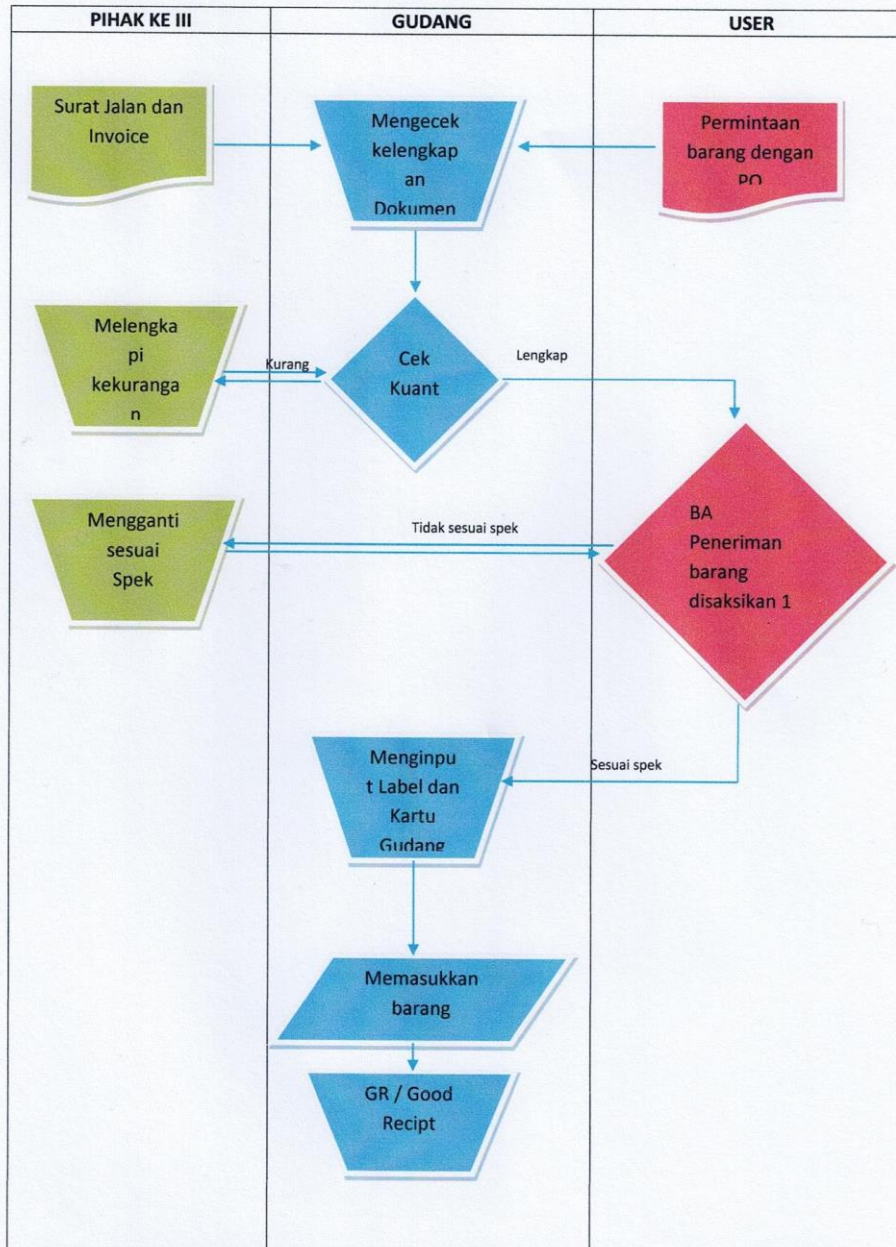 PIHAK KE III
GUDANG
USER
Surat Jalan dan
Invoice
Mengecek
kelengkap
an
Dokumen
Permintaan
barang dengan
PO
Melengka
pi
kekurangan
n
Kurang
Cek
Kuant
Lengkap
Mengganti
sesuai
Spek
Tidak sesuai spek
BA
Peneriman
barang
disaksikan 1
Menginpu
t Label dan
Kartu
Gudang
Sesuai spek
Memasukkan
barang
GR / Good
Recipt